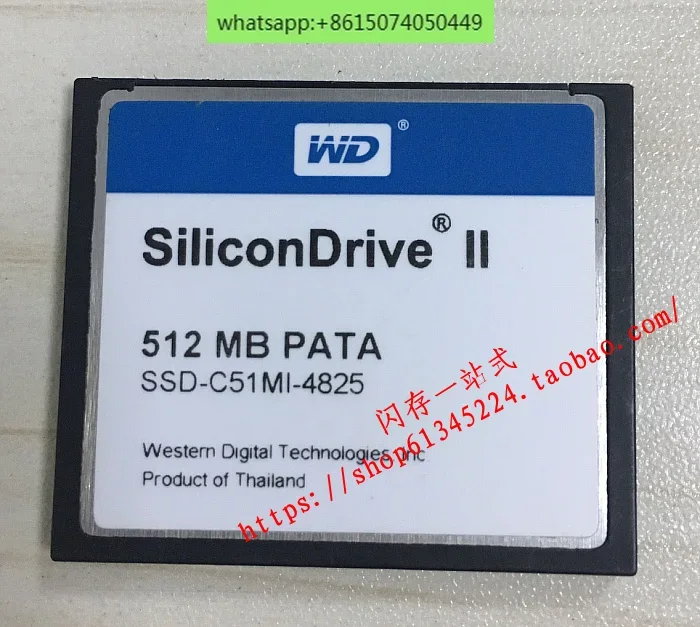 whatsapp:+8615074050449
WD®
SiliconDrive® II
512 MB PATA
SSD-C51MI-4825
Western Digital Technologies, Inc
Product of Thailand
闪存一站式
https://shop61345224.taobao.com/